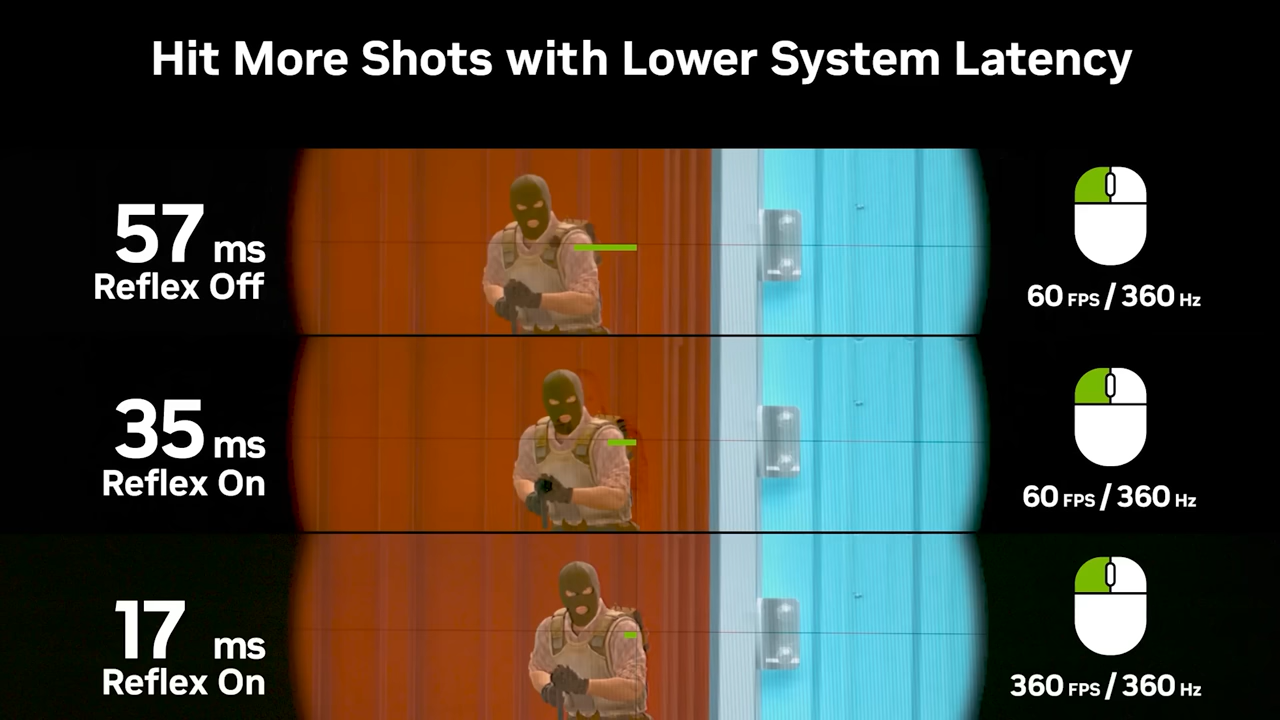 Hit More Shots with Lower System Latency
57 ms
Reflex Off
60 FPS / 360 Hz
35 ms
Reflex On
60 FPS / 360 Hz
17 ms
Reflex On
360 FPS / 360 Hz